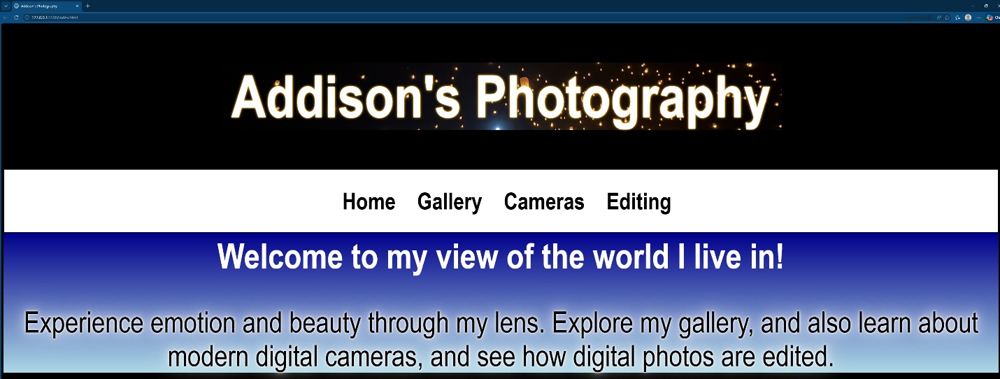 Addison's Photography
127.0.0.1:5500/index.html
Addison's Photography
Home Gallery Cameras Editing
Welcome to my view of the world I live in!
Experience emotion and beauty through my lens. Explore my gallery, and also learn about
modern digital cameras, and see how digital photos are edited.